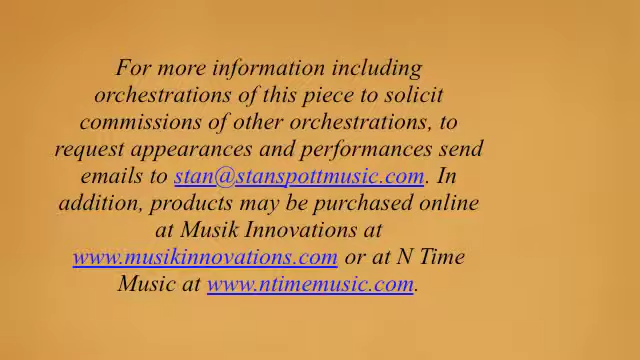 For more information including
orchestrations of this piece to solicit
commissions of other orchestrations, to
request appearances and performances send
emails to stan@stanspottmusic.com. In
addition, products may be purchased online
at Musik Innovations at
www.musikinnovations.com or at N Time
Music at www.ntimemusic.com.